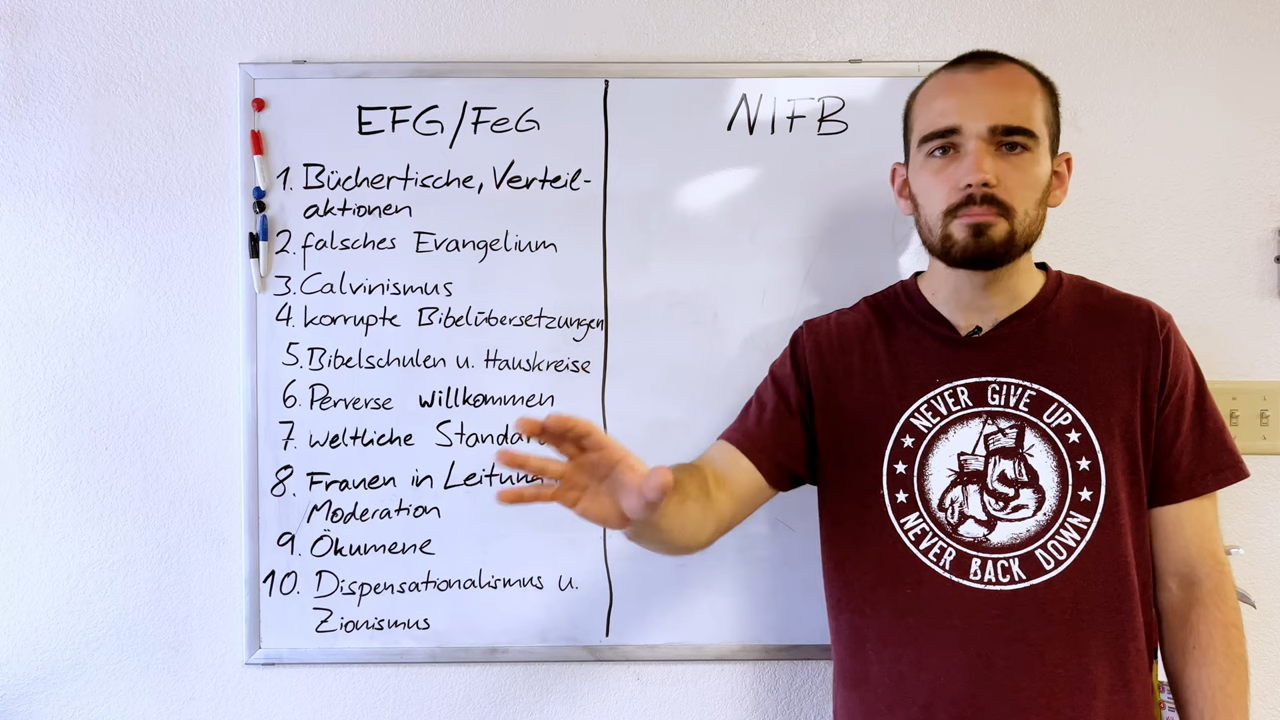 EFG/FeG
1. Büchertische, Verteil-
aktionen
2. falsches Evangelium
3. Calvinismus
4. korrupte Bibelübersetzungen
5. Bibelschulen u. Hauskreise
6. Perverse willkommen
7. weltliche
8. Frauen in
Moderation
9. Ökumene
10. Dispensationalismus u.
Zionismus
NIFB
NEVER GIVE UP
NEVER BACK DOWN